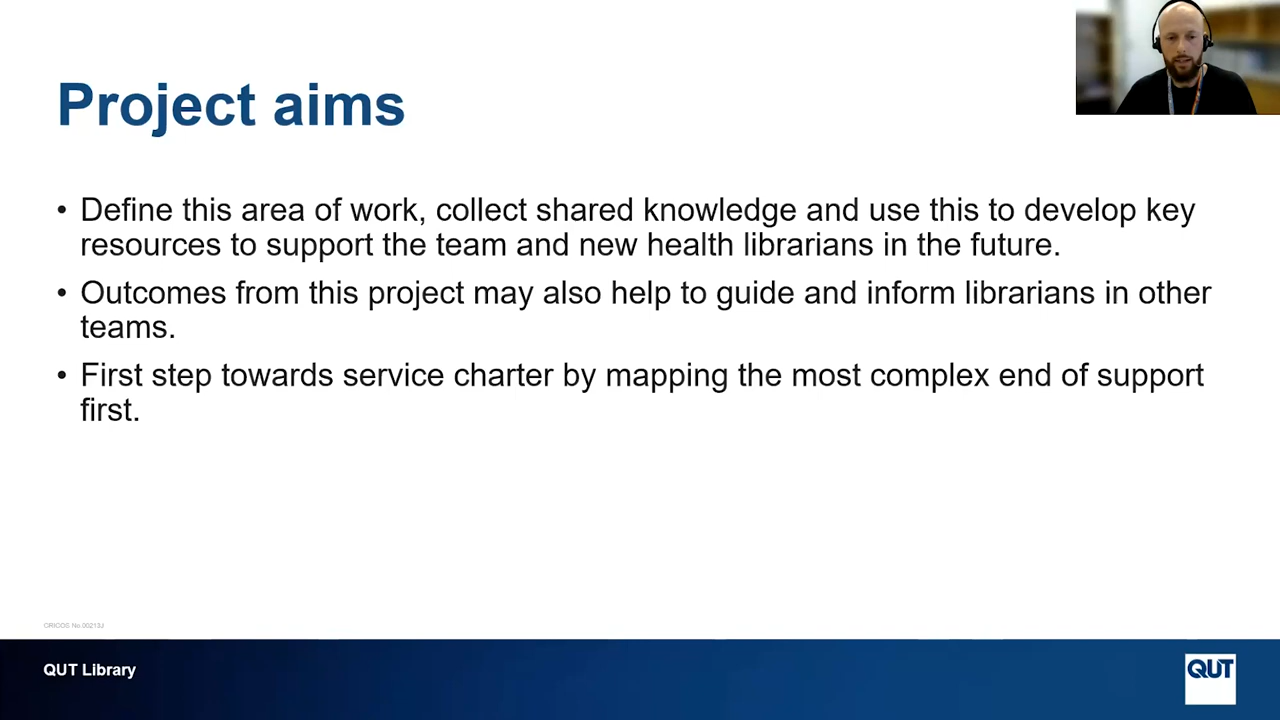 Project aims
• Define this area of work, collect shared knowledge and use this to develop key
resources to support the team and new health librarians in the future.
• Outcomes from this project may also help to guide and inform librarians in other
teams.
• First step towards service charter by mapping the most complex end of support
first.
CRICOS No.00213J
QUT Library
QUT